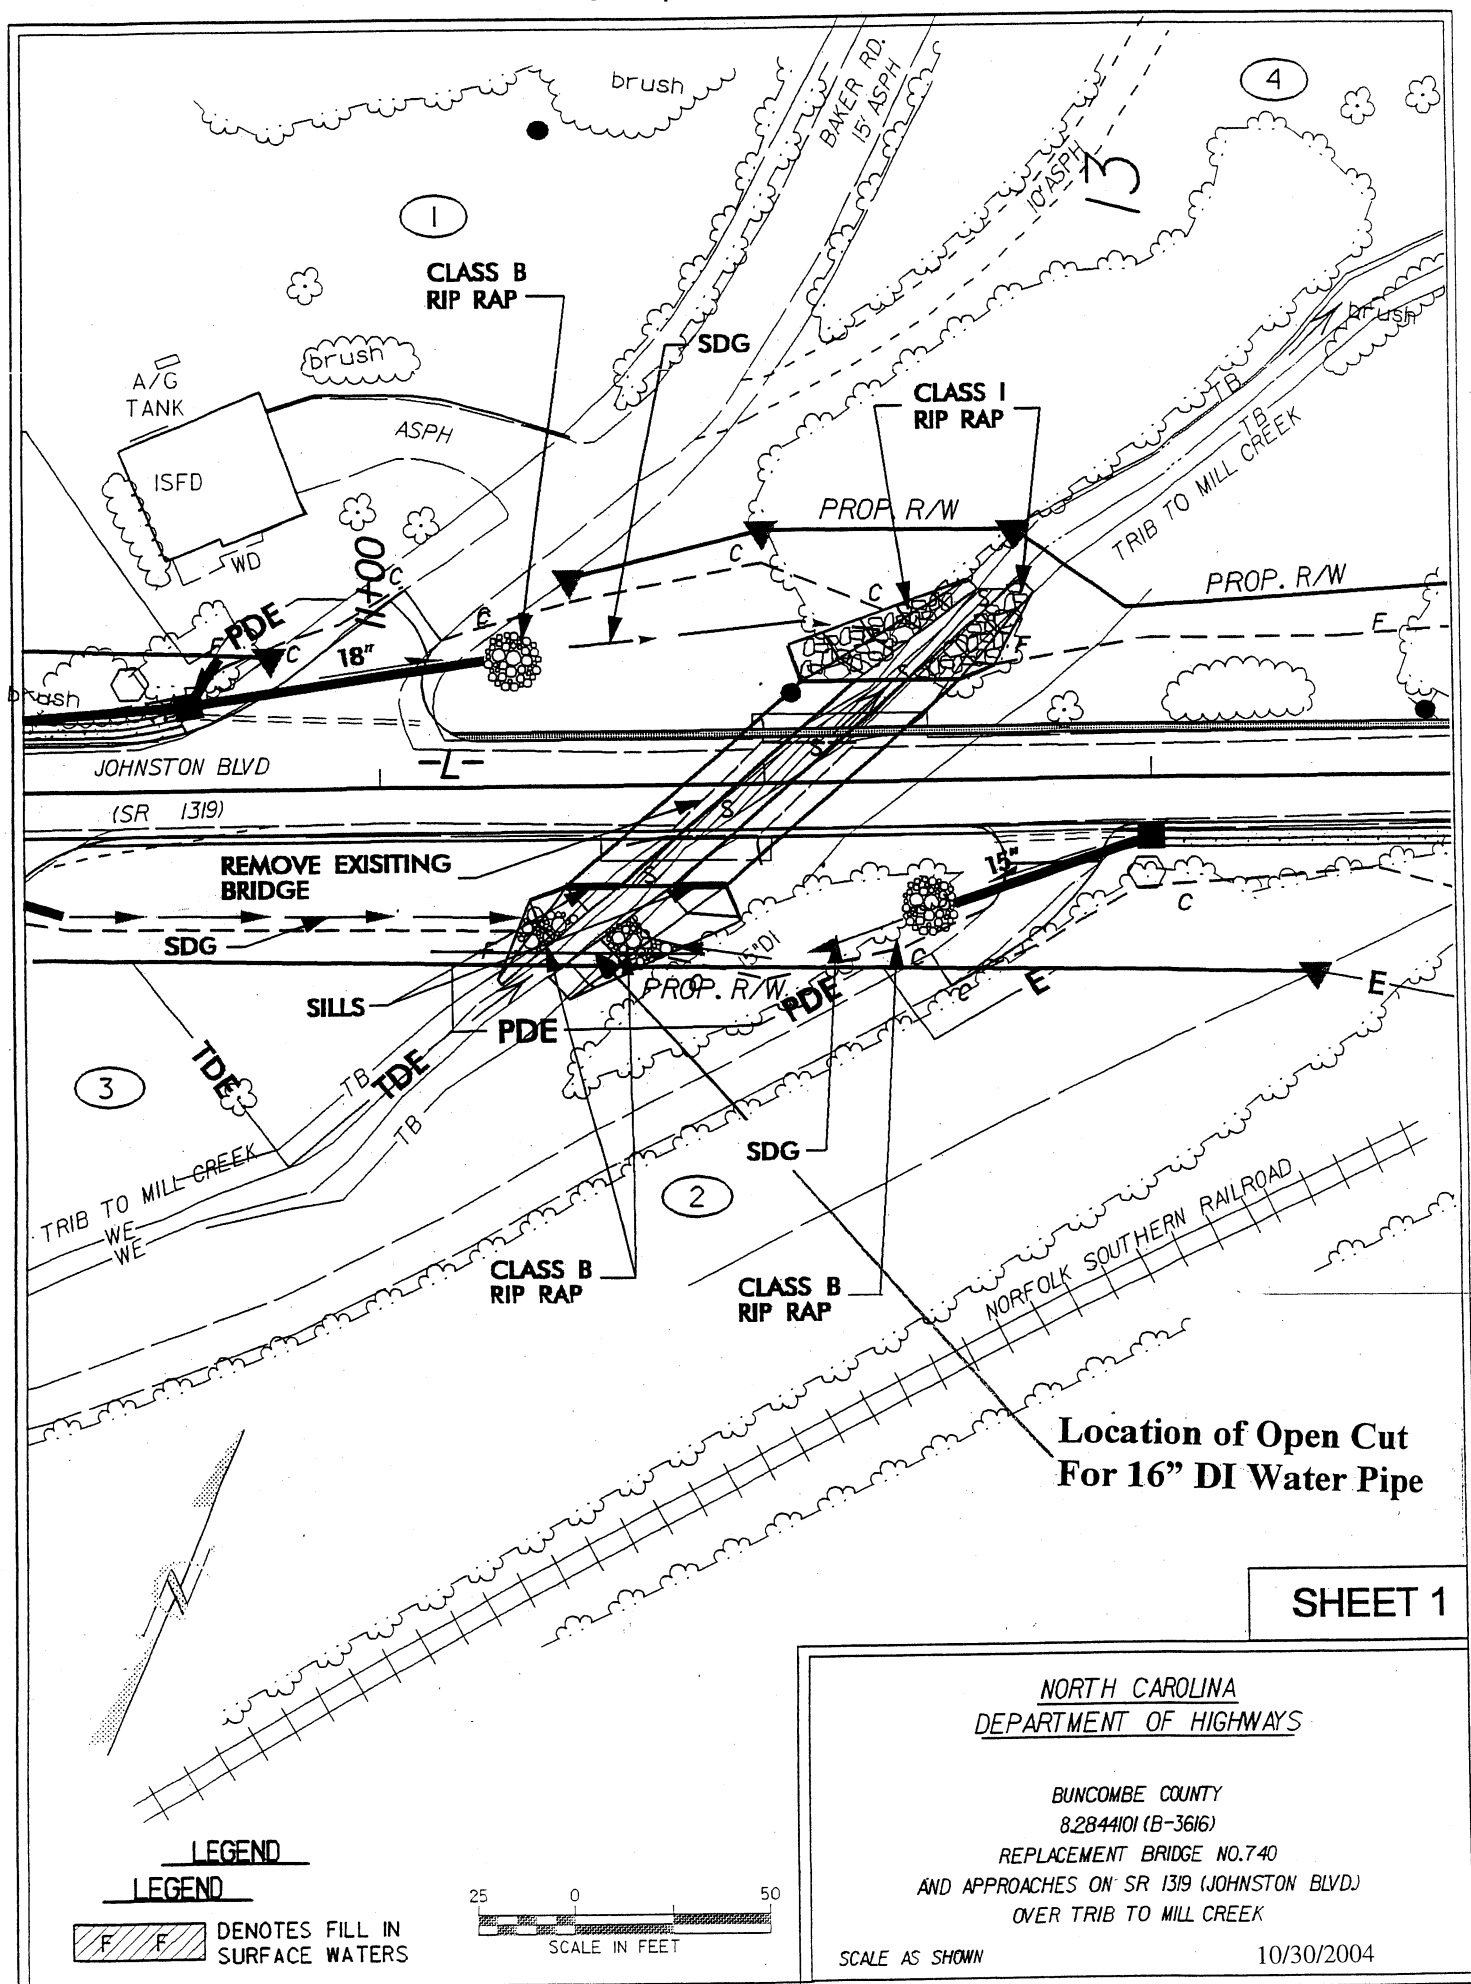 brush
BAKER RD.
15' ASPH
4
10' ASPH
13
1
CLASS B
RIP RAP
SDG
brush
brush
A/G
TANK
CLASS I
RIP RAP
TB
TB
ASPH
TRIB TO MILL CREEK
ISFD
PROP. R/W
11+00
WD
C
C
C
C
PROP. R/W
PDE
C
F
F
18"
brush
S
S
JOHNSTON BLVD
-L-
(SR 1319)
S
REMOVE EXISITING
BRIDGE
S
15"
C
SDG
F
15" DI
C
SILLS
PROP. R/W
PDE
C
E
E
PDE
TDE
TDE
TB
TB
3
SDG
TRIB TO MILL CREEK
WE
WE
2
NORFOLK SOUTHERN RAILROAD
CLASS B
RIP RAP
CLASS B
RIP RAP
Location of Open Cut
For 16” DI Water Pipe
N
SHEET 1
NORTH CAROLINA
DEPARTMENT OF HIGHWAYS
BUNCOMBE COUNTY
8.2844101 (B-3616)
REPLACEMENT BRIDGE NO.740
AND APPROACHES ON SR 1319 (JOHNSTON BLVD.)
OVER TRIB TO MILL CREEK
SCALE AS SHOWN
10/30/2004
LEGEND
LEGEND
F F
DENOTES FILL IN
SURFACE WATERS
25 0 50
SCALE IN FEET